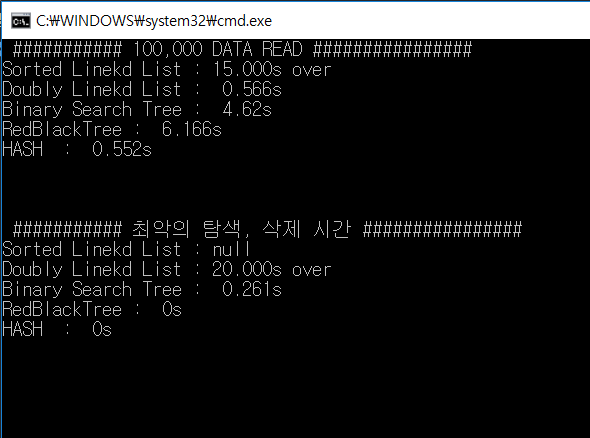 C:₩WINDOWS₩system32₩cmd.exe
########### 100,000 DATA READ ################
Sorted Linekd List : 15.000s over
Doubly Linekd List :  0.566s
Binary Search Tree :  4.62s
RedBlackTree :  6.166s
HASH  :  0.552s
########### 최악의 탐색, 삭제 시간 ################
Sorted Linekd List : null
Doubly Linekd List : 20.000s over
Binary Search Tree :  0.261s
RedBlackTree :  0s
HASH  :  0s